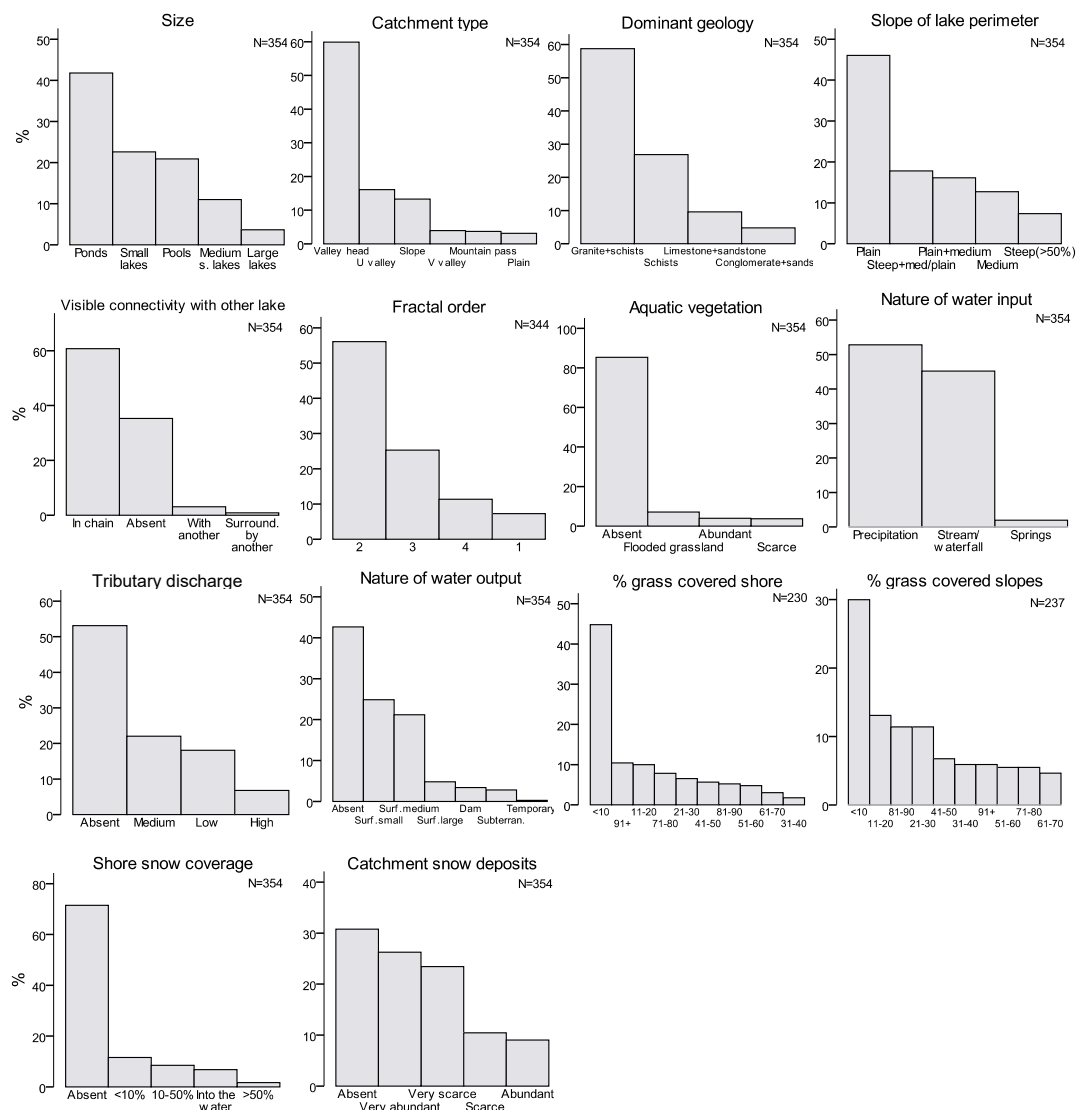 Size
Catchment type
Dominant geology
Slope of lake perimeter
N=354
N=354
N=354
N=354
%
50
40
30
20
10
0
60
50
40
30
20
10
0
60
50
40
30
20
10
0
50
40
30
20
10
0
Ponds Small lakes Pools Medium s. lakes Large lakes
Valley head U valley Slope V valley Mountain pass Plain
Granite+schists Schists Limestone+sandstone Conglomerate+sands
Plain Steep+med/plain Plain+medium Medium Steep(>50%)
Visible connectivity with other lake
Fractal order
Aquatic vegetation
Nature of water input
N=354
N=344
N=354
N=354
%
60
40
20
0
60
50
40
30
20
10
0
100
80
60
40
20
0
60
50
40
30
20
10
0
In chain Absent With another Surround. by another
2 3 4 1
Absent Flooded grassland Abundant Scarce
Precipitation Stream/ waterfall Springs
Tributary discharge
Nature of water output
% grass covered shore
% grass covered slopes
N=354
N=354
N=230
N=237
%
60
50
40
30
20
10
0
50
40
30
20
10
0
50
40
30
20
10
0
30
20
10
0
Absent Medium Low High
Absent Surf.small Surf.medium Surf.large Dam Subterran. Temporary
<10 91+ 11-20 71-80 21-30 41-50 81-90 51-60 61-70 31-40
<10 11-20 81-90 21-30 41-50 31-40 91+ 51-60 71-80 61-70
Shore snow coverage
Catchment snow deposits
N=354
N=354
%
80
60
40
20
0
40
30
20
10
0
Absent <10% 10-50% Into the water >50%
Absent Very abundant Very scarce Scarce Abundant